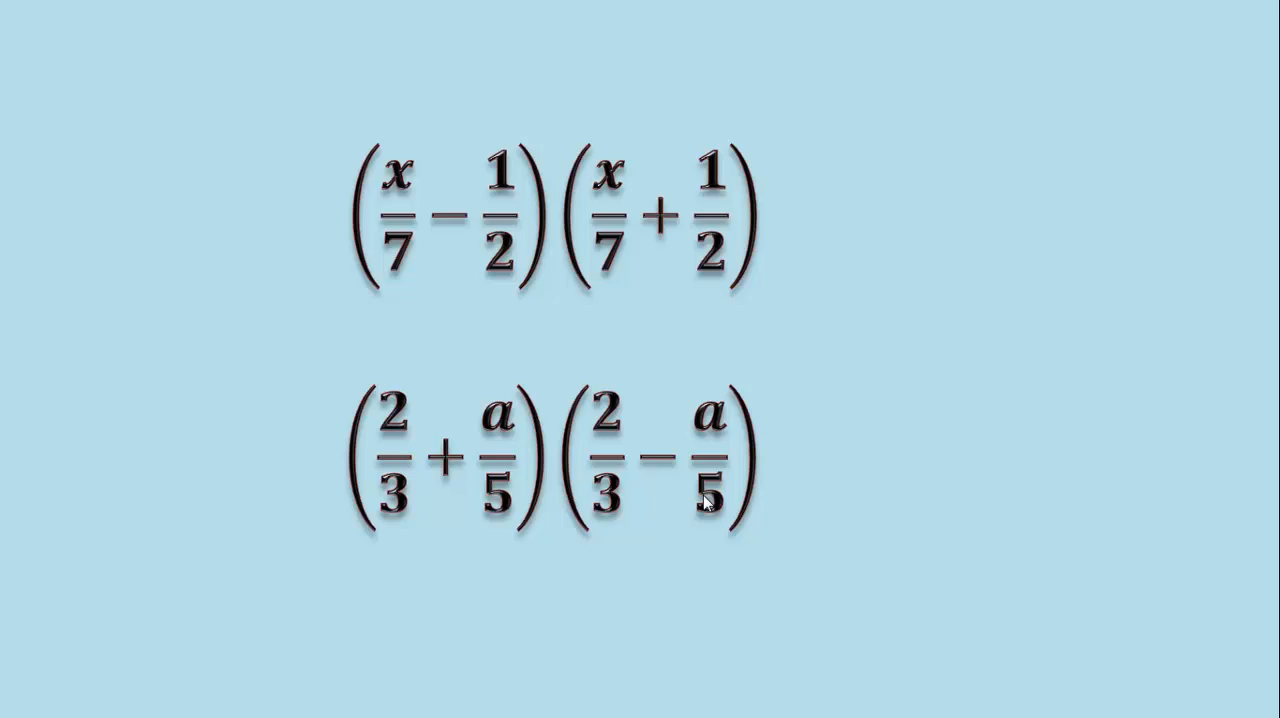 (x/7 − 1/2)(x/7 + 1/2)
(2/3 + a/5)(2/3 − a/5)